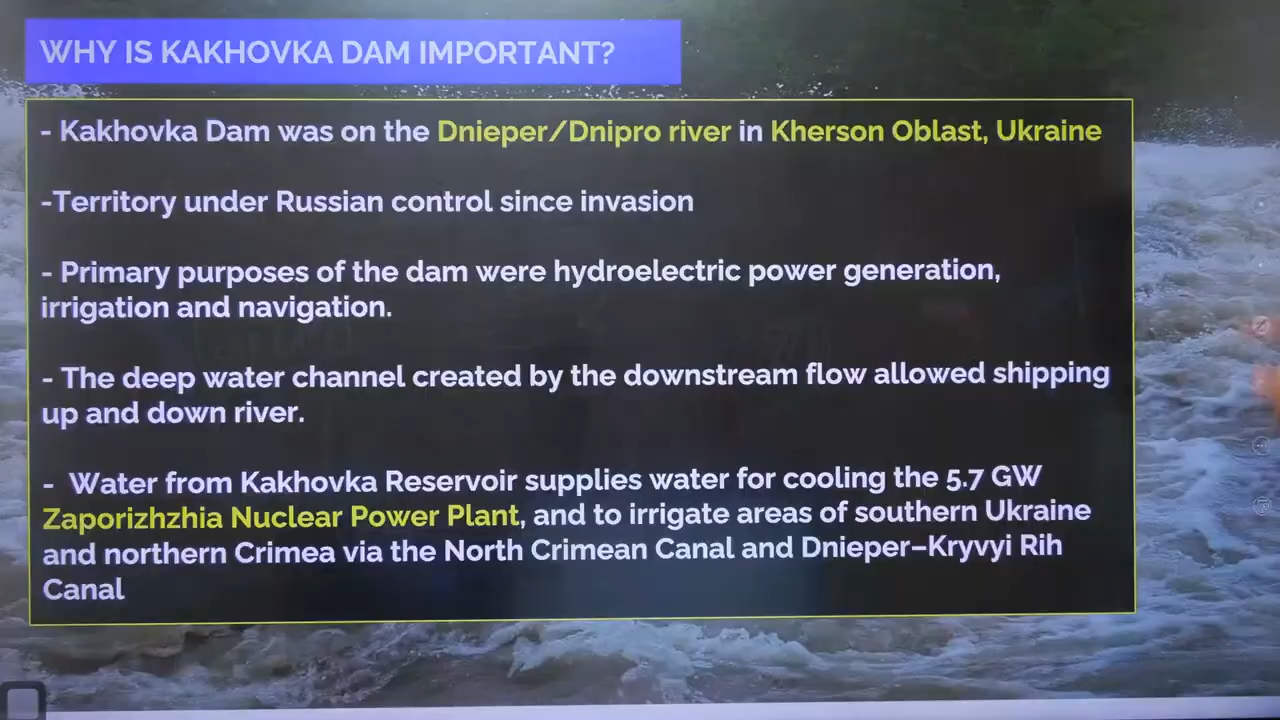 WHY IS KAKHOVKA DAM IMPORTANT?
- Kakhovka Dam was on the Dnieper/Dnipro river in Kherson Oblast, Ukraine
-Territory under Russian control since invasion
- Primary purposes of the dam were hydroelectric power generation,
irrigation and navigation.
- The deep water channel created by the downstream flow allowed shipping
up and down river.
- Water from Kakhovka Reservoir supplies water for cooling the 5.7 GW
Zaporizhzhia Nuclear Power Plant, and to irrigate areas of southern Ukraine
and northern Crimea via the North Crimean Canal and Dnieper–Kryvyi Rih
Canal